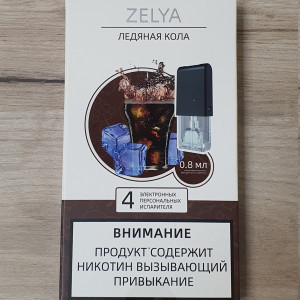 ZELYA
ЛЕДЯНАЯ КОЛА
0.8 мл
4 ЭЛЕКТРОННЫХ
ПЕРСОНАЛЬНЫХ
ИСПАРИТЕЛЯ
ВНИМАНИЕ
ПРОДУКТ СОДЕРЖИТ
НИКОТИН ВЫЗЫВАЮЩИЙ
ПРИВЫКАНИЕ